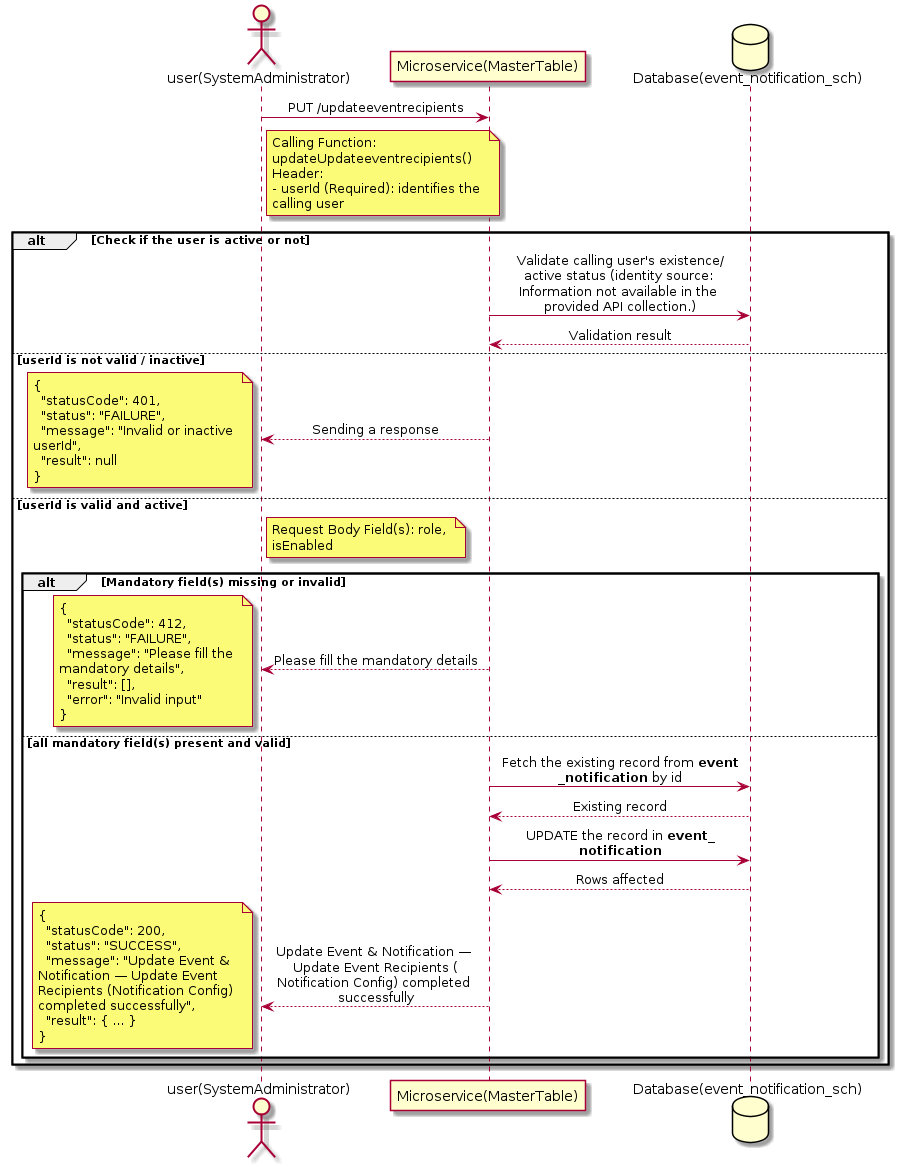 user(SystemAdministrator)
Microservice(MasterTable)
Database(event_notification_sch)
PUT /updateeventrecipients
Calling Function:
updateUpdateeventrecipients()
Header:
- userId (Required): identifies the
calling user
alt
[Check if the user is active or not]
Validate calling user's existence/
active status (identity source:
Information not available in the
provided API collection.)
Validation result
[userId is not valid / inactive]
{
"statusCode": 401,
"status": "FAILURE",
"message": "Invalid or inactive
userId",
"result": null
}
Sending a response
[userId is valid and active]
Request Body Field(s): role,
isEnabled
alt
[Mandatory field(s) missing or invalid]
{
"statusCode": 412,
"status": "FAILURE",
"message": "Please fill the
mandatory details",
"result": [],
"error": "Invalid input"
}
Please fill the mandatory details
[all mandatory field(s) present and valid]
Fetch the existing record from event
_notification by id
Existing record
UPDATE the record in event_
notification
Rows affected
{
"statusCode": 200,
"status": "SUCCESS",
"message": "Update Event &
Notification — Update Event
Recipients (Notification Config)
completed successfully",
"result": { ... }
}
Update Event & Notification —
Update Event Recipients (
Notification Config) completed
successfully
user(SystemAdministrator)
Microservice(MasterTable)
Database(event_notification_sch)